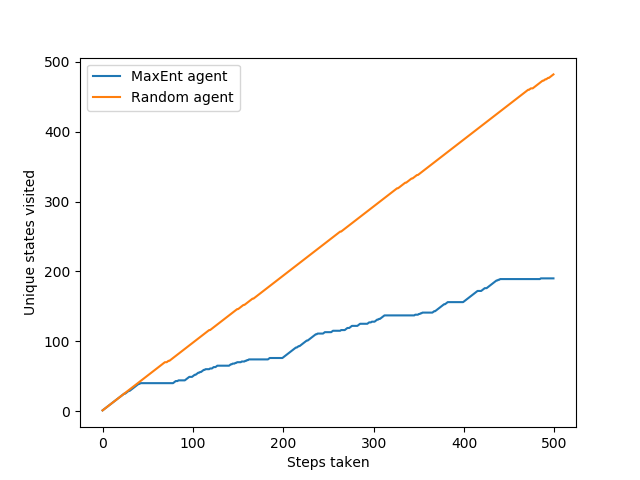 500
400
300
200
100
0
Unique states visited
MaxEnt agent
Random agent
0 100 200 300 400 500
Steps taken